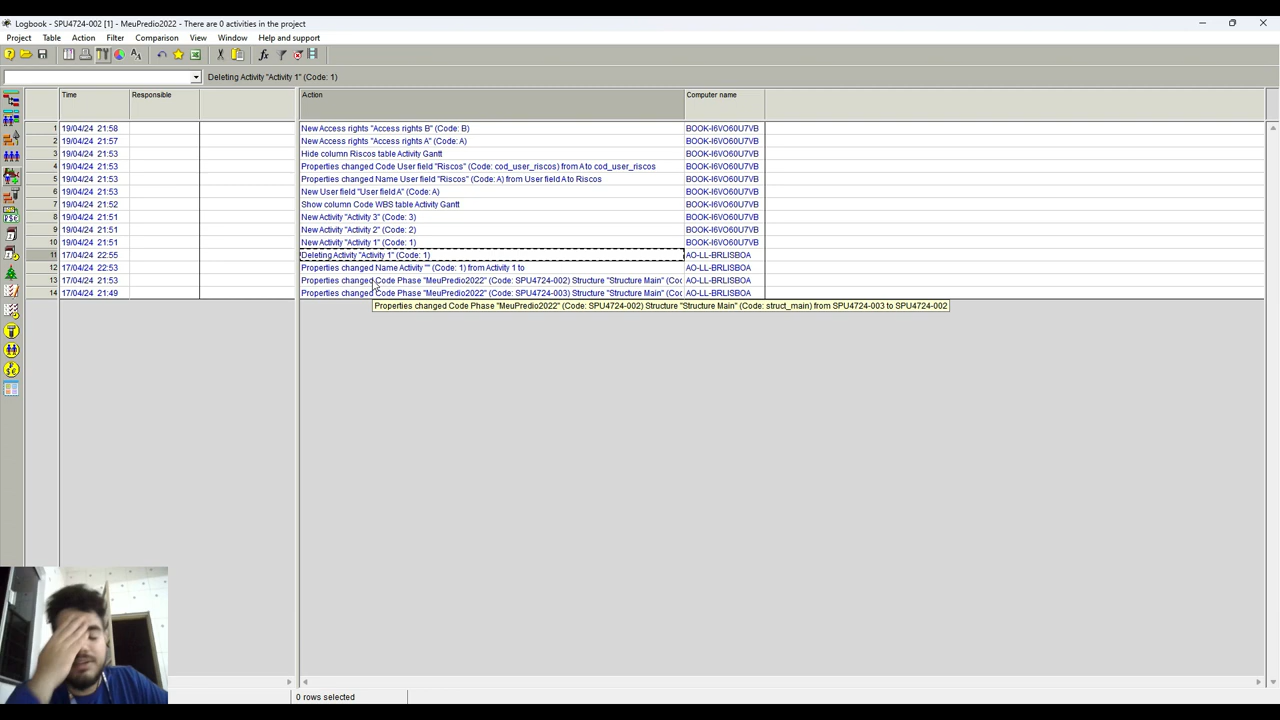 Logbook - SPU4724-002 [1] - MeuPredio2022 - There are 0 activities in the project
Project Table Action Filter Comparison View Window Help and support
Deleting Activity "Activity 1" (Code: 1)
Time Responsible Action Computer name
1 19/04/24 21:58 New Access rights "Access rights B" (Code: B) BOOK-I6VO60U7VB
2 19/04/24 21:57 New Access rights "Access rights A" (Code: A) BOOK-I6VO60U7VB
3 19/04/24 21:53 Hide column Riscos table Activity Gantt BOOK-I6VO60U7VB
4 19/04/24 21:53 Properties changed Code User field "Riscos" (Code: cod_user_riscos) from A to cod_user_riscos BOOK-I6VO60U7VB
5 19/04/24 21:53 Properties changed Name User field "Riscos" (Code: A) from User field A to Riscos BOOK-I6VO60U7VB
6 19/04/24 21:53 New User field "User field A" (Code: A) BOOK-I6VO60U7VB
7 19/04/24 21:52 Show column Code WBS table Activity Gantt BOOK-I6VO60U7VB
8 19/04/24 21:51 New Activity "Activity 3" (Code: 3) BOOK-I6VO60U7VB
9 19/04/24 21:51 New Activity "Activity 2" (Code: 2) BOOK-I6VO60U7VB
10 19/04/24 21:51 New Activity "Activity 1" (Code: 1) BOOK-I6VO60U7VB
11 17/04/24 22:55 Deleting Activity "Activity 1" (Code: 1) AO-LL-BRLISBOA
12 17/04/24 22:53 Properties changed Name Activity "" (Code: 1) from Activity 1 to AO-LL-BRLISBOA
13 17/04/24 21:53 Properties changed Code Phase "MeuPredio2022" (Code: SPU4724-002) Structure "Structure Main" (Coc AO-LL-BRLISBOA
14 17/04/24 21:49 Properties changed Code Phase "MeuPredio2022" (Code: SPU4724-003) Structure "Structure Main" (Coc AO-LL-BRLISBOA
Properties changed Code Phase "MeuPredio2022" (Code: SPU4724-002) Structure "Structure Main" (Code: struct_main) from SPU4724-003 to SPU4724-002
0 rows selected